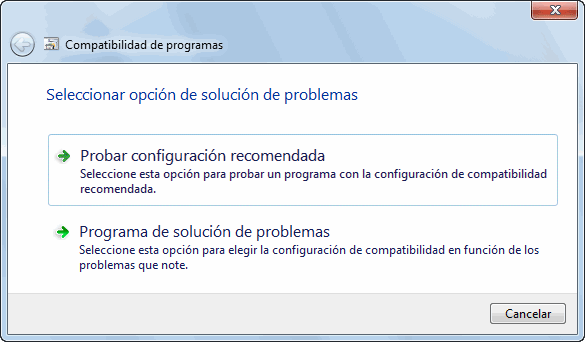 Compatibilidad de programas
Seleccionar opción de solución de problemas
Probar configuración recomendada
Seleccione esta opción para probar un programa con la configuración de compatibilidad
recomendada.
Programa de solución de problemas
Seleccione esta opción para elegir la configuración de compatibilidad en función de los
problemas que note.
Cancelar